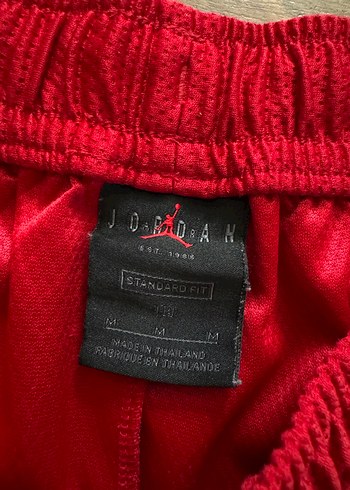 JORDAN
EST. 1985
STANDARD FIT
M M M
MADE IN THAILAND
FABRIQUÉ EN THAÏLANDE